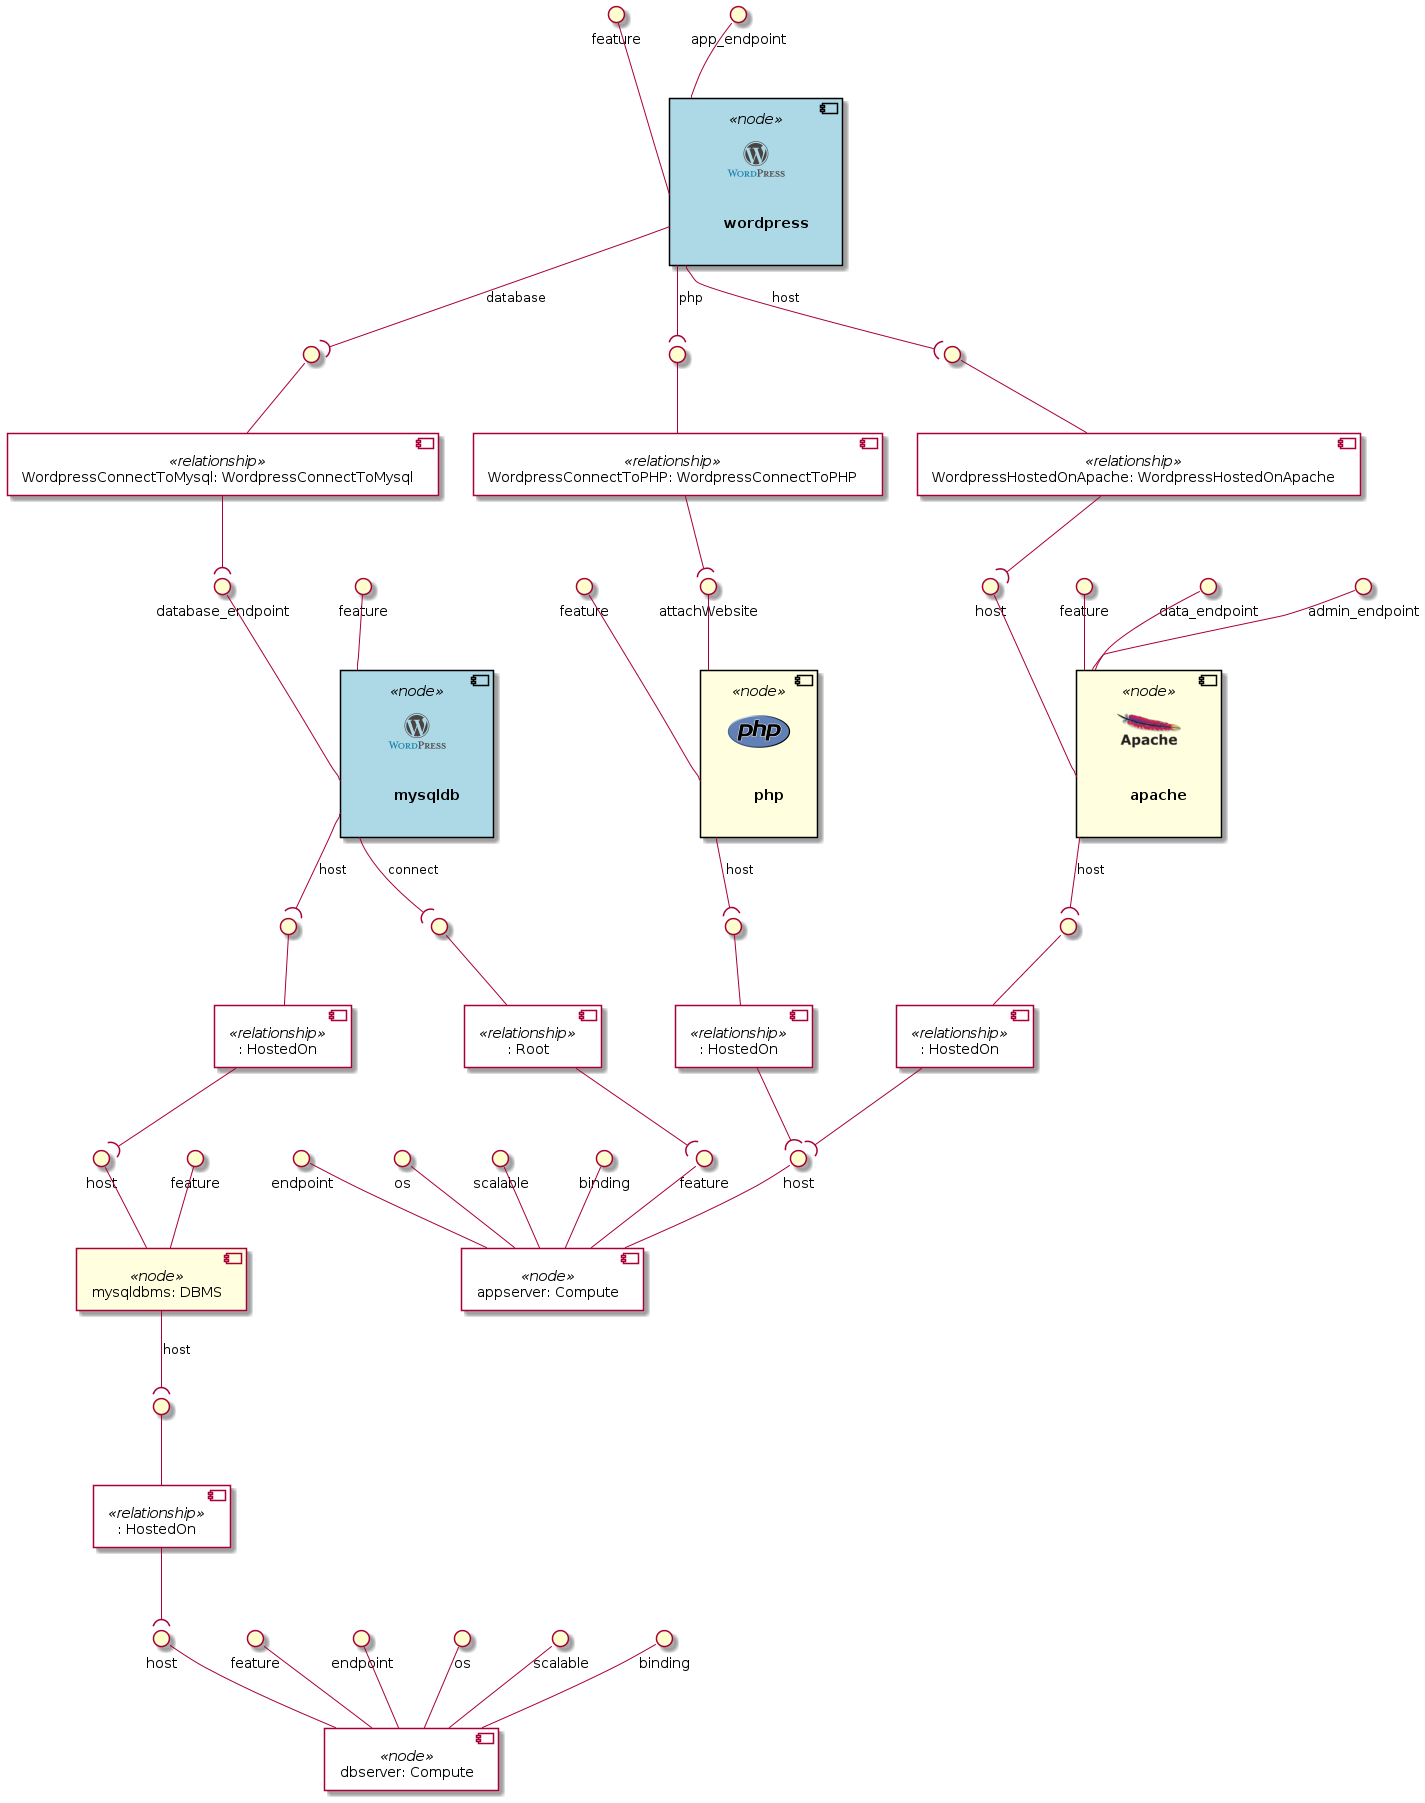 feature
app_endpoint
«node»
WORDPRESS
wordpress
database
php
host
«relationship»
WordpressConnectToMysql: WordpressConnectToMysql
«relationship»
WordpressConnectToPHP: WordpressConnectToPHP
«relationship»
WordpressHostedOnApache: WordpressHostedOnApache
database_endpoint
feature
feature
attachWebsite
host
feature
data_endpoint
admin_endpoint
«node»
WORDPRESS
mysqldb
«node»
php
php
«node»
Apache
apache
host
connect
host
host
«relationship»
: HostedOn
«relationship»
: Root
«relationship»
: HostedOn
«relationship»
: HostedOn
host
feature
endpoint
os
scalable
binding
feature
host
«node»
mysqldbms: DBMS
«node»
appserver: Compute
host
«relationship»
: HostedOn
host
feature
endpoint
os
scalable
binding
«node»
dbserver: Compute